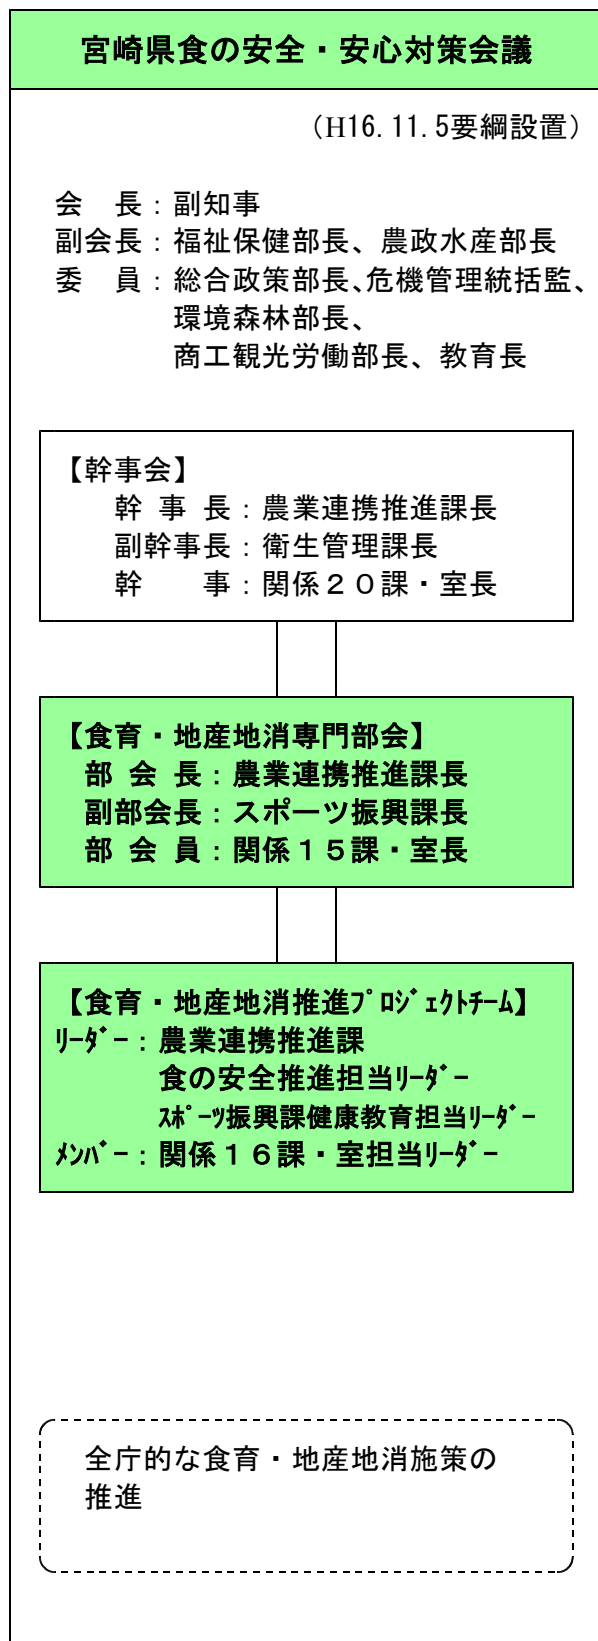 宮崎県食の安全・安心対策会議
（H16.11.5要綱設置）
会　長：副知事
副会長：福祉保健部長、農政水産部長
委　員：総合政策部長、危機管理統括監、
環境森林部長、
商工観光労働部長、教育長
【幹事会】
幹 事 長：農業連携推進課長
副幹事長：衛生管理課長
幹　　事：関係２０課・室長
【食育・地産地消専門部会】
部 会 長：農業連携推進課長
副部会長：スポーツ振興課長
部 会 員：関係１５課・室長
【食育・地産地消推進ﾌﾟﾛｼﾞｪｸﾄﾁｰﾑ】
ﾘｰﾀﾞｰ：農業連携推進課
食の安全推進担当ﾘｰﾀﾞｰ
ｽﾎﾟｰﾂ振興課健康教育担当ﾘｰﾀﾞｰ
ﾒﾝﾊﾞｰ：関係１６課・室担当ﾘｰﾀﾞｰ
全庁的な食育・地産地消施策の
推進